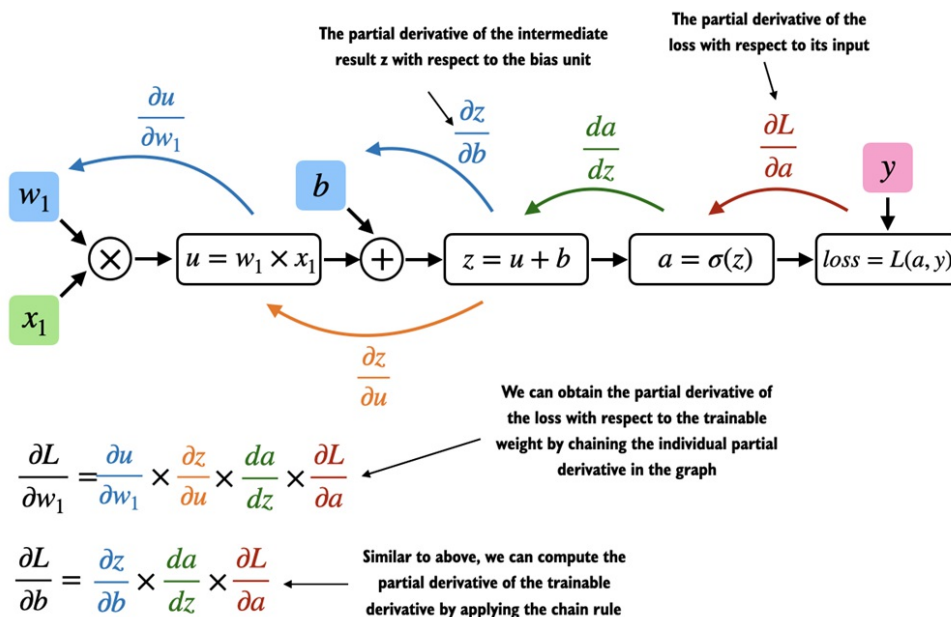 The partial derivative of the intermediate
result z with respect to the bias unit
The partial derivative of the
loss with respect to its input
∂u/∂w₁
∂z/∂b
da/dz
∂L/∂a
w₁
b
y
×
u = w₁ × x₁
+
z = u + b
a = σ(z)
loss = L(a, y)
x₁
∂z/∂u
We can obtain the partial derivative of
the loss with respect to the trainable
weight by chaining the individual partial
derivative in the graph
∂L/∂w₁ = ∂u/∂w₁ × ∂z/∂u × da/dz × ∂L/∂a
∂L/∂b = ∂z/∂b × da/dz × ∂L/∂a
Similar to above, we can compute the
partial derivative of the trainable
derivative by applying the chain rule